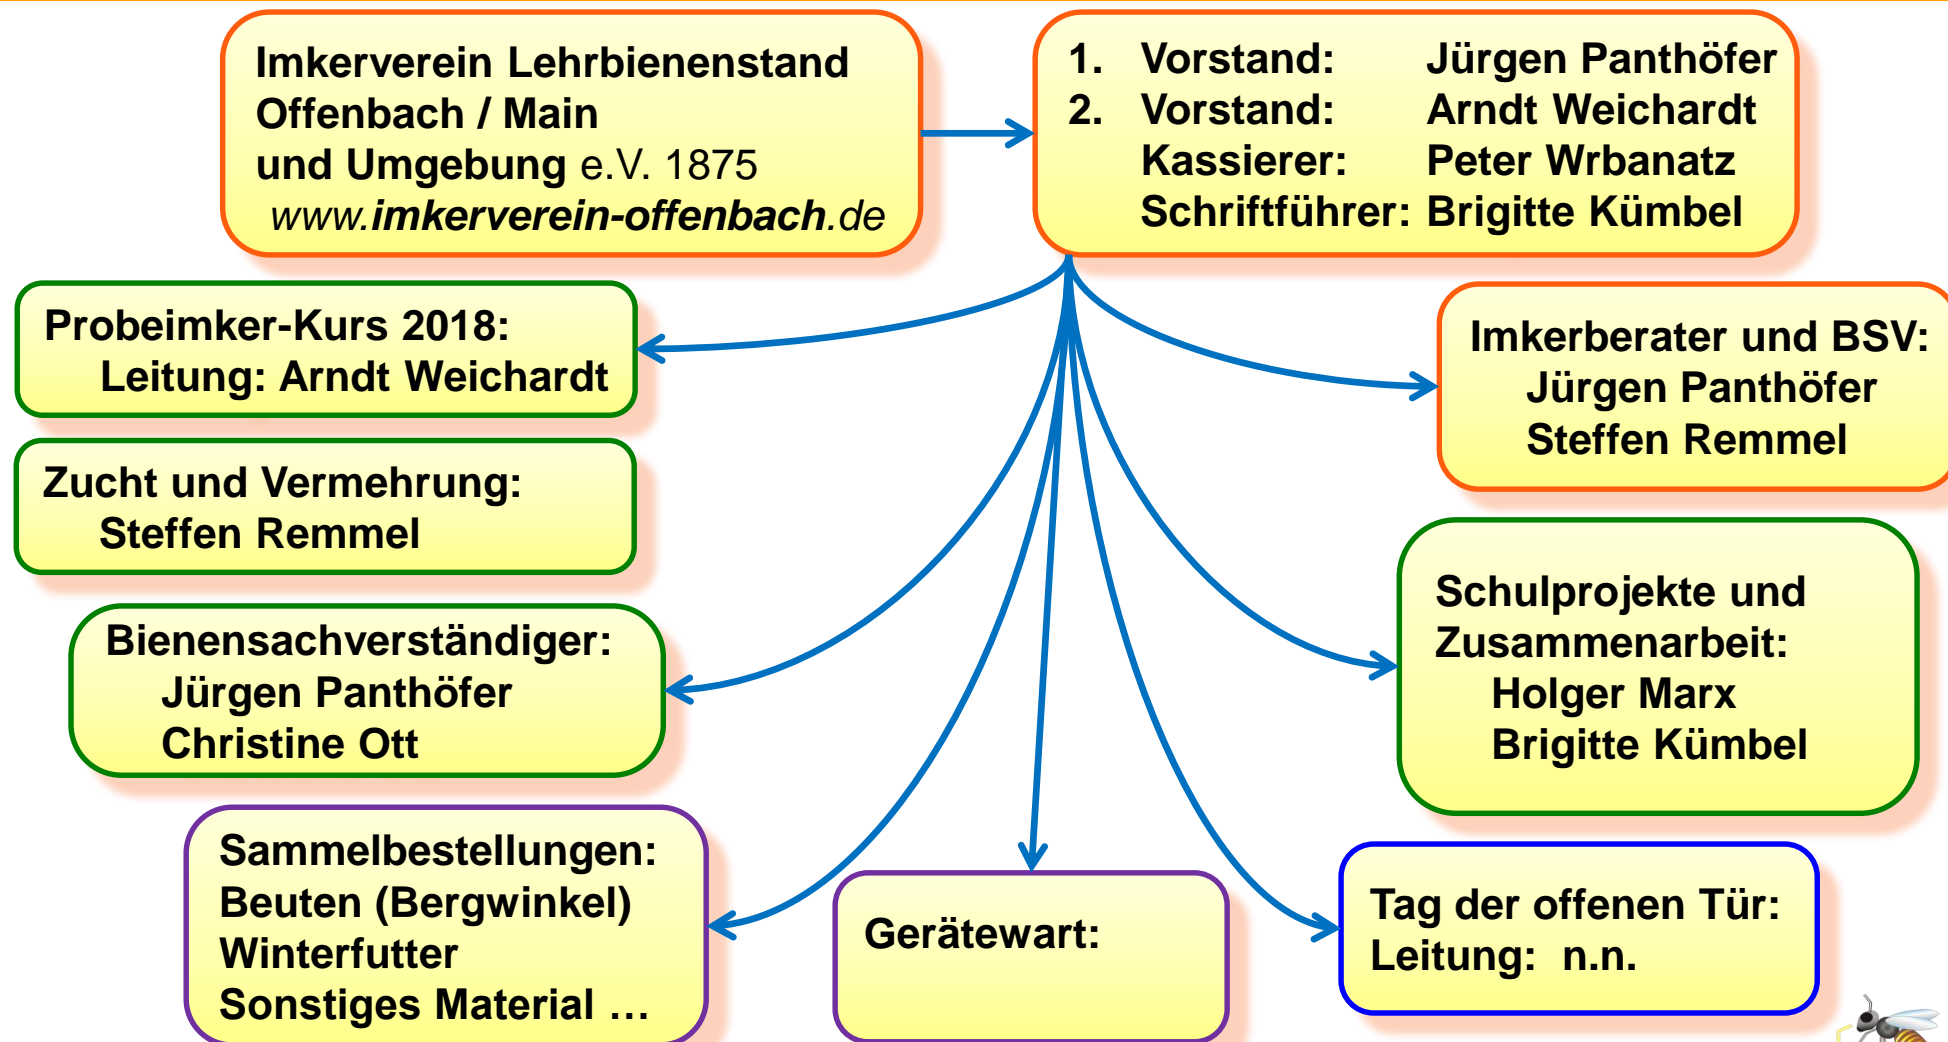 Imkerverein Lehrbienenstand
Offenbach / Main
und Umgebung e.V. 1875
www.imkerverein-offenbach.de
1. Vorstand: Jürgen Panthöfer
2. Vorstand: Arndt Weichardt
Kassierer: Peter Wrbanatz
Schriftführer: Brigitte Kümbel
Probeimker-Kurs 2018:
Leitung: Arndt Weichardt
Imkerberater und BSV:
Jürgen Panthöfer
Steffen Remmel
Zucht und Vermehrung:
Steffen Remmel
Bienensachverständiger:
Jürgen Panthöfer
Christine Ott
Schulprojekte und
Zusammenarbeit:
Holger Marx
Brigitte Kümbel
Sammelbestellungen:
Beuten (Bergwinkel)
Winterfutter
Sonstiges Material …
Gerätewart:
Tag der offenen Tür:
Leitung: n.n.